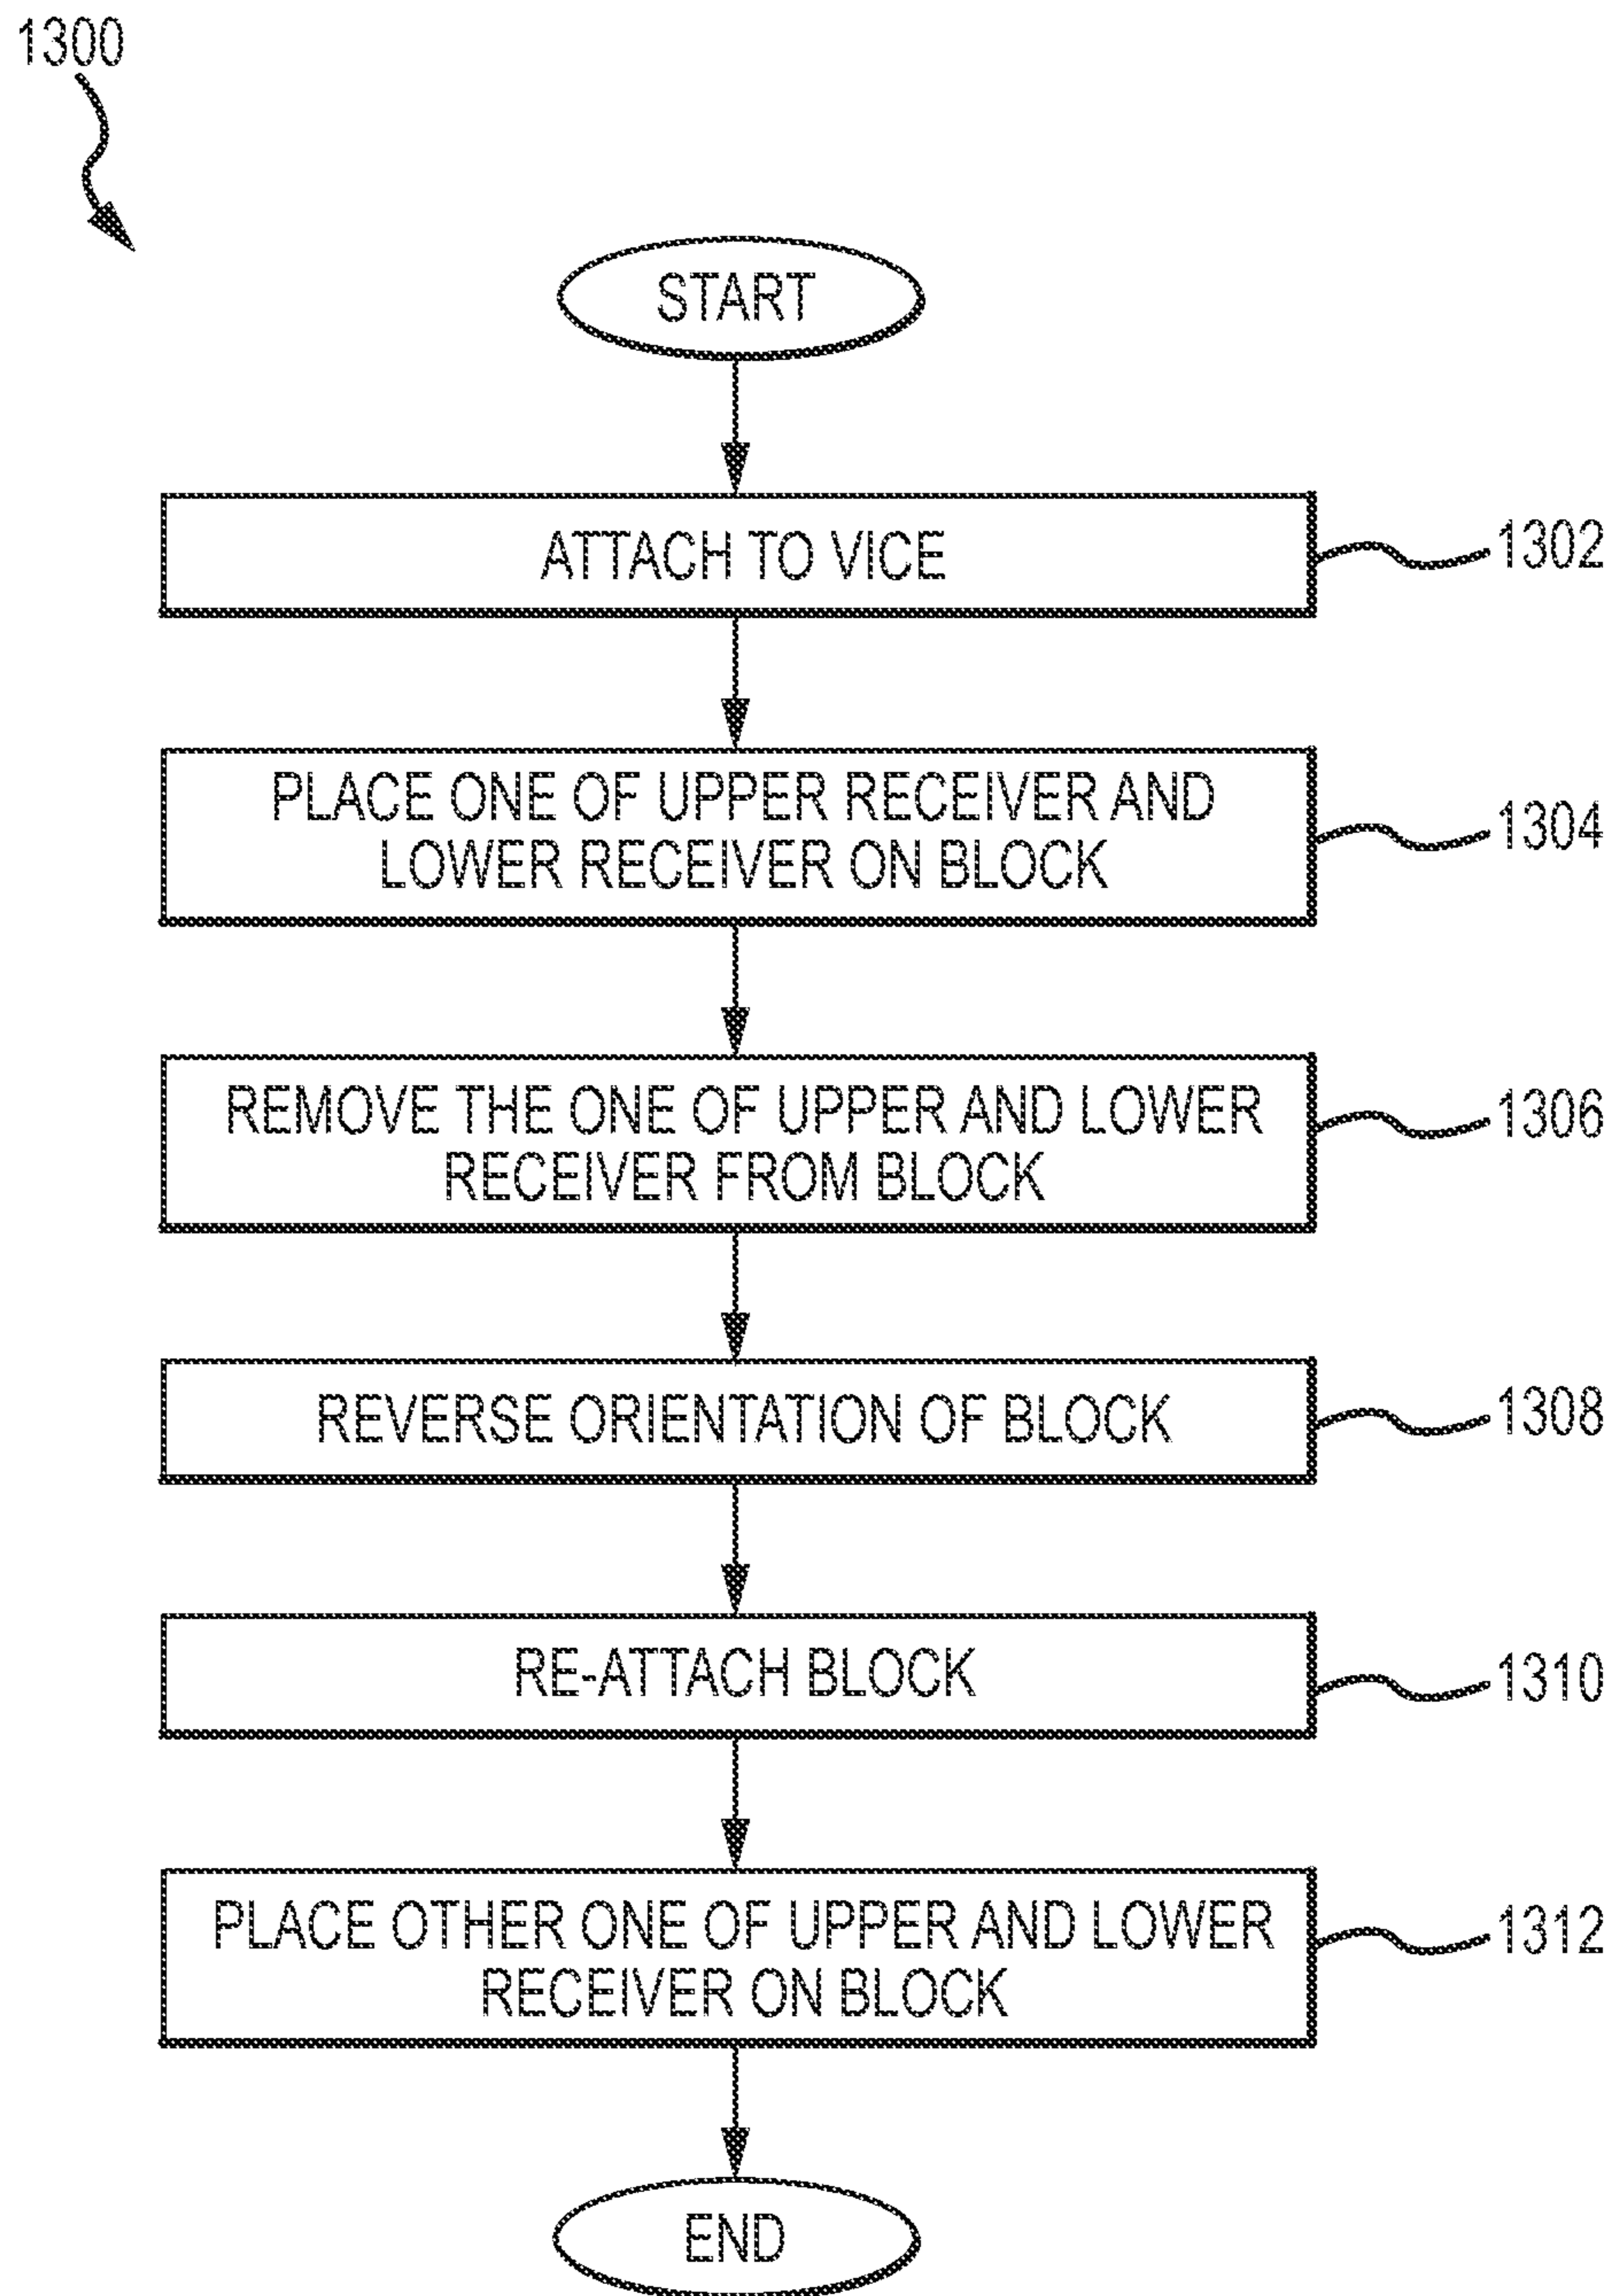 1300
START
ATTACH TO VICE
1302
PLACE ONE OF UPPER RECEIVER AND
LOWER RECEIVER ON BLOCK
1304
REMOVE THE ONE OF UPPER AND LOWER
RECEIVER FROM BLOCK
1306
REVERSE ORIENTATION OF BLOCK
1308
RE-ATTACH BLOCK
1310
PLACE OTHER ONE OF UPPER AND LOWER
RECEIVER ON BLOCK
1312
END